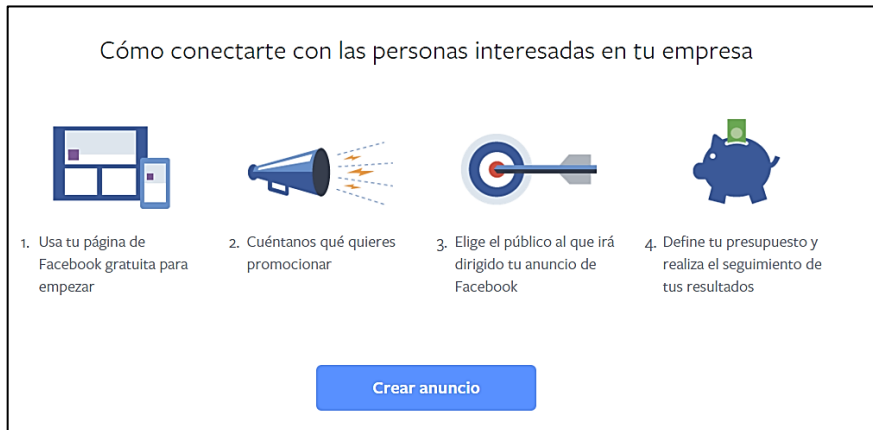 Cómo conectarte con las personas interesadas en tu empresa
1. Usa tu página de
Facebook gratuita para
empezar
2. Cuéntanos qué quieres
promocionar
3. Elige el público al que irá
dirigido tu anuncio de
Facebook
4. Define tu presupuesto y
realiza el seguimiento de
tus resultados
Crear anuncio